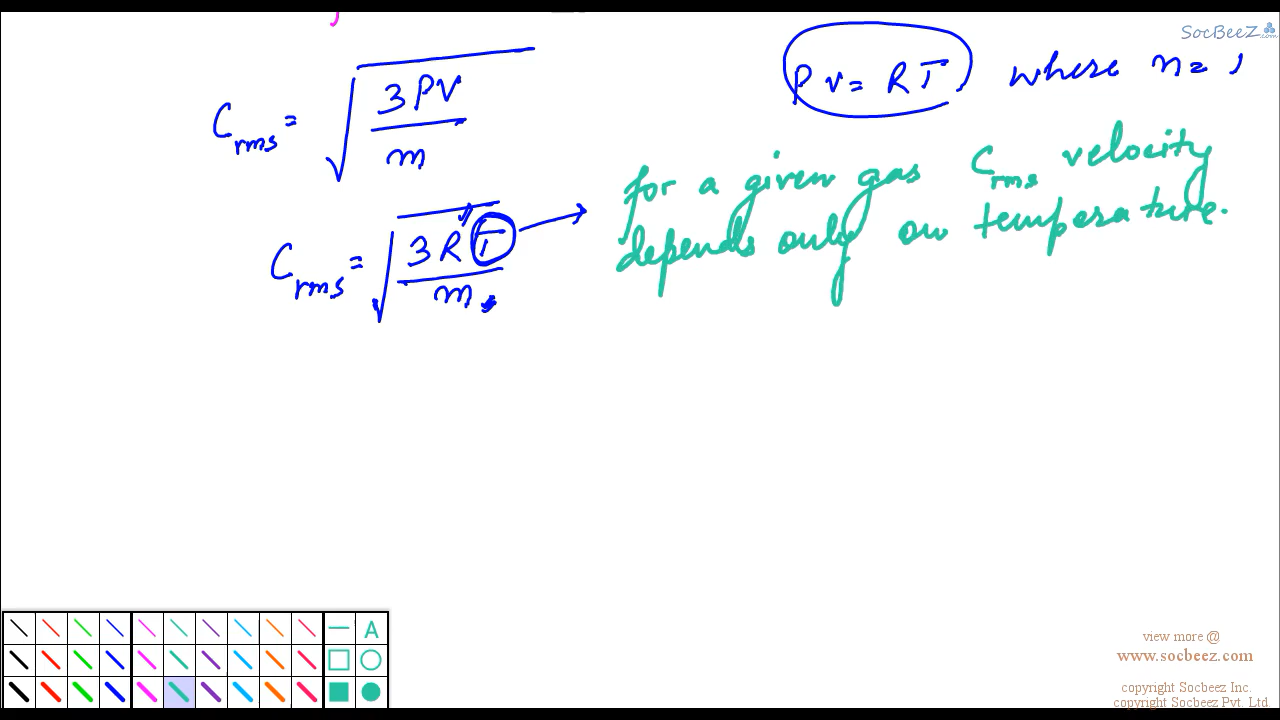 SocBeeZ.com
PV = RT where n = 1
C rms = √(3PV / m)
for a given gas C rms velocity
depends only on temperature.
C rms = √(3RT / m)
A
view more @
www.socbeez.com
copyright Socbeez Inc.
copyright Socbeez Pvt. Ltd.